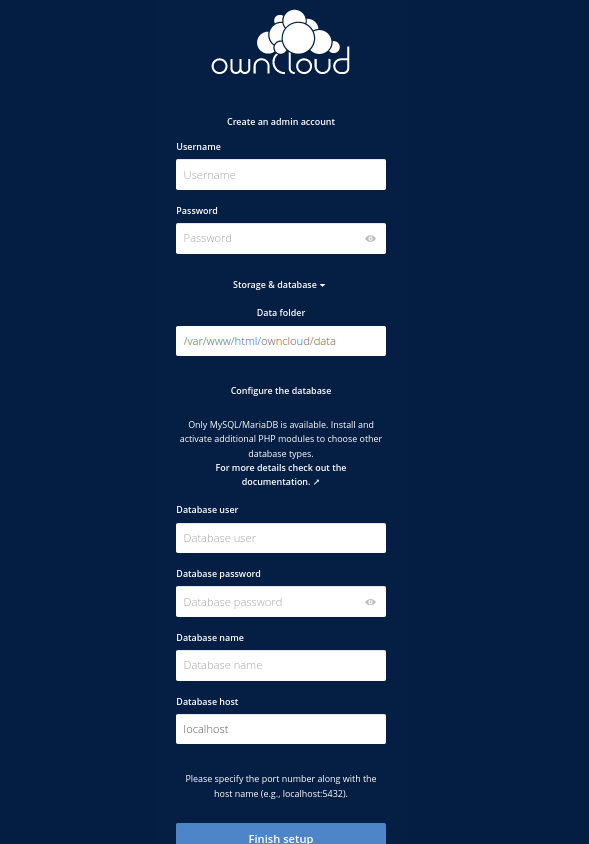 ownCloud
Create an admin account
Username
Username
Password
Password
Storage & database
Data folder
/var/www/html/owncloud/data
Configure the database
Only MySQL/MariaDB is available. Install and
activate additional PHP modules to choose other
database types.
For more details check out the
documentation. ↗
Database user
Database user
Database password
Database password
Database name
Database name
Database host
localhost
Please specify the port number along with the
host name (e.g., localhost:5432).
Finish setup